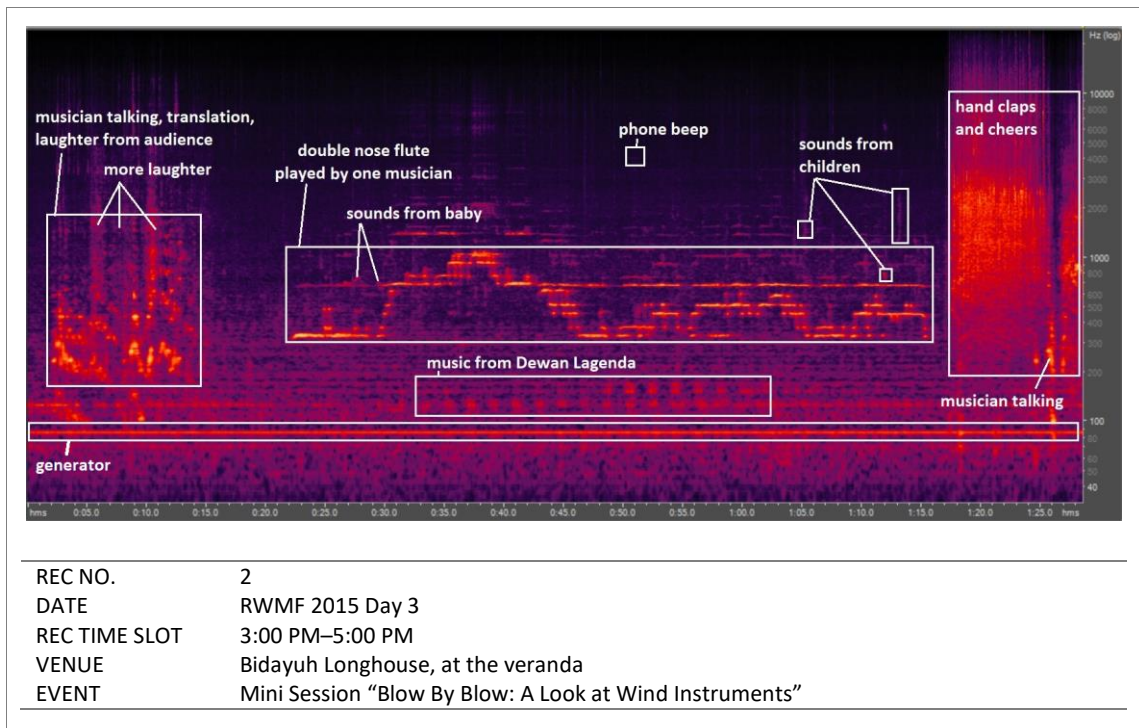 Hz (log)
musician talking, translation,
laughter from audience
more laughter
double nose flute
played by one musician
sounds from baby
phone beep
sounds from
children
hand claps
and cheers
music from Dewan Lagenda
musician talking
generator
10000
8000
6000
5000
4000
3000
2000
1000
800
600
500
400
300
200
100
80
60
50
40
hms 0:05.0 0:10.0 0:15.0 0:20.0 0:25.0 0:30.0 0:35.0 0:40.0 0:45.0 0:50.0 0:55.0 1:00.0 1:05.0 1:10.0 1:15.0 1:20.0 1:25.0 hms
REC NO. 2
DATE RWMF 2015 Day 3
REC TIME SLOT 3:00 PM–5:00 PM
VENUE Bidayuh Longhouse, at the veranda
EVENT Mini Session “Blow By Blow: A Look at Wind Instruments”